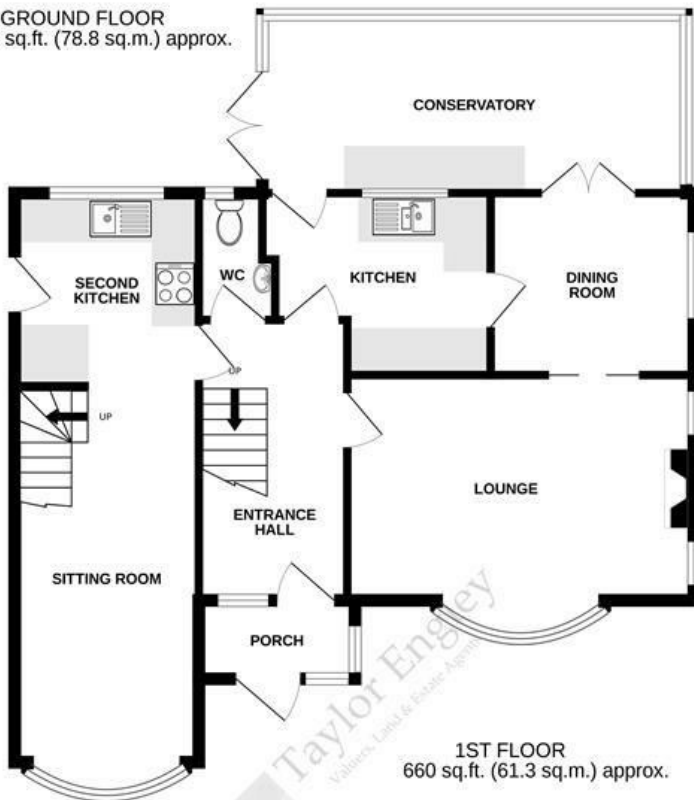 GROUND FLOOR
sq.ft. (78.8 sq.m.) approx.
CONSERVATORY
SECOND
KITCHEN
WC
KITCHEN
DINING
ROOM
UP
UP
LOUNGE
ENTRANCE
HALL
SITTING ROOM
PORCH
Taylor Engley
Valuers, Land & Estate Agents
1ST FLOOR
660 sq.ft. (61.3 sq.m.) approx.